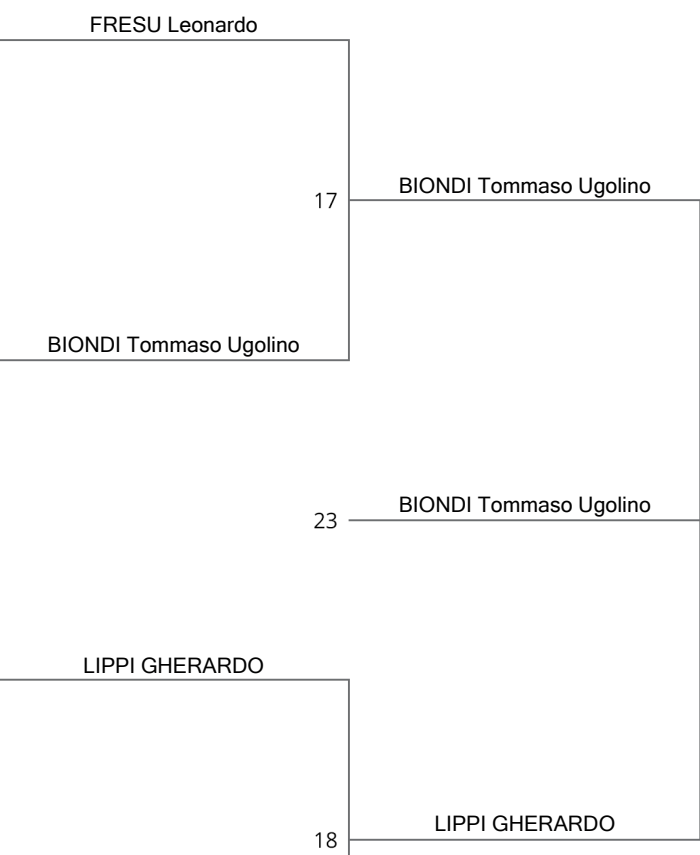 FRESU Leonardo
17
BIONDI Tommaso Ugolino
BIONDI Tommaso Ugolino
23
BIONDI Tommaso Ugolino
LIPPI GHERARDO
18
LIPPI GHERARDO